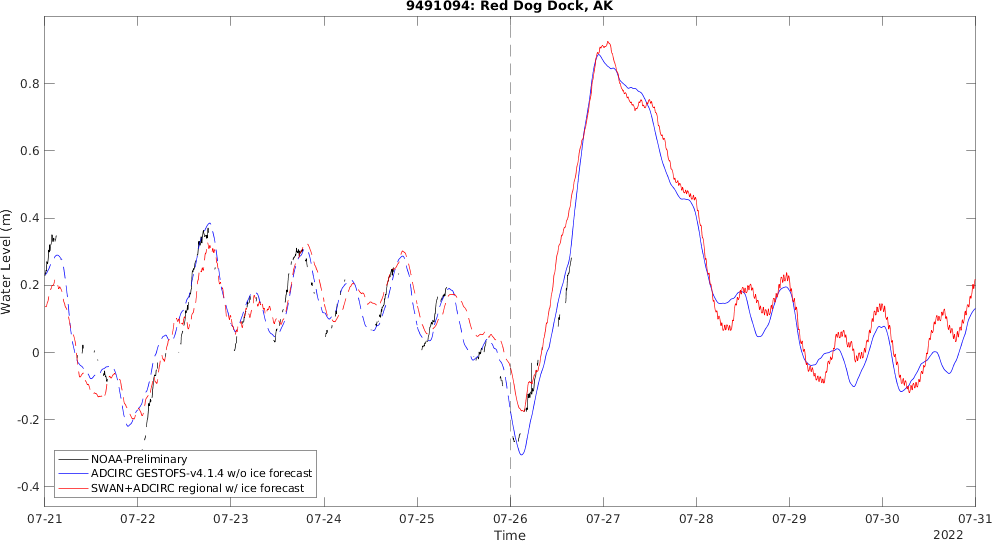 9491094: Red Dog Dock, AK
Water Level (m)
0.8
0.6
0.4
0.2
0
-0.2
-0.4
NOAA-Preliminary
ADCIRC GESTOFS-v4.1.4 w/o ice forecast
SWAN+ADCIRC regional w/ ice forecast
07-21 07-22 07-23 07-24 07-25 07-26 07-27 07-28 07-29 07-30 07-31
Time
2022